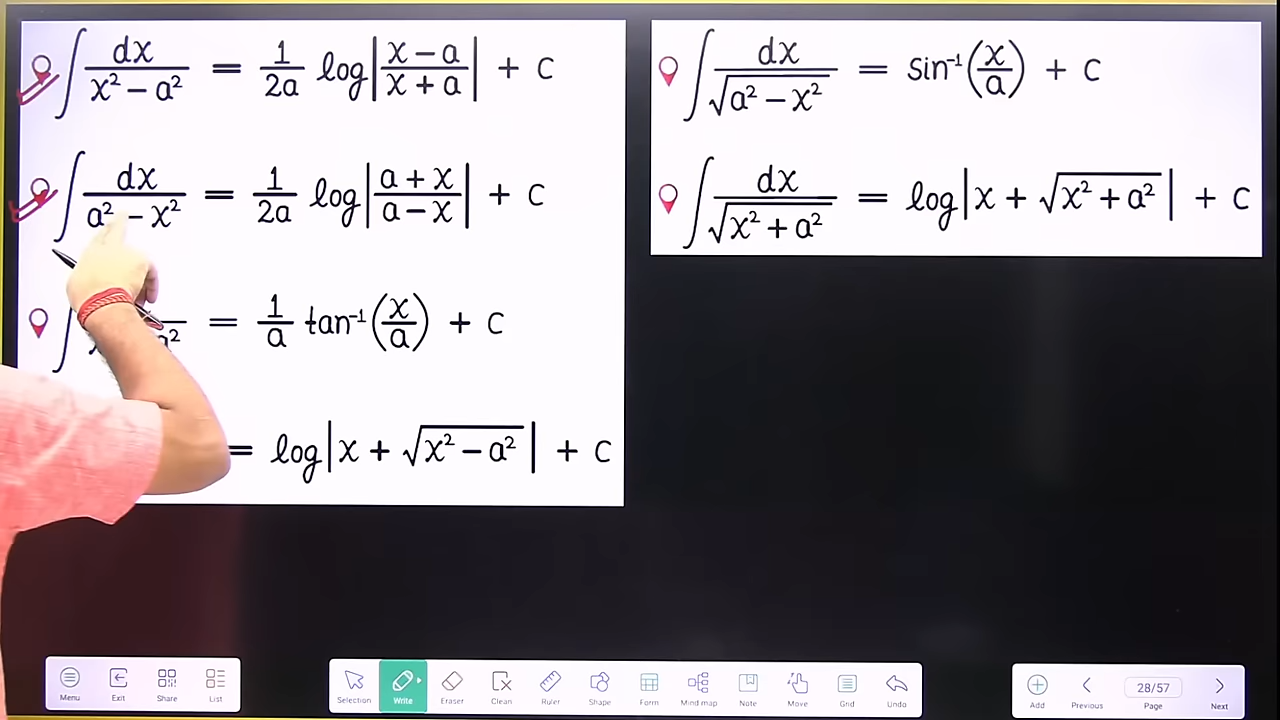 ∫ dx/(x² − a²) = 1/2a log|(x − a)/(x + a)| + c
∫ dx/(a² − x²) = 1/2a log|(a + x)/(a − x)| + c
∫ a² = 1/a tan⁻¹(x/a) + c
= log|x + √(x² − a²)| + c
∫ dx/√(a² − x²) = sin⁻¹(x/a) + c
∫ dx/√(x² + a²) = log|x + √(x² + a²)| + c
Menu Exit Share List
Selection Write Eraser Clean Ruler Shape Form Mind map Note Move Grid Undo
Add Previous 28/57 Page Next